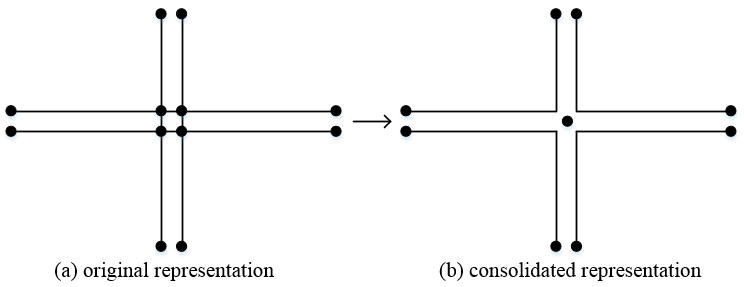 (a) original representation
(b) consolidated representation